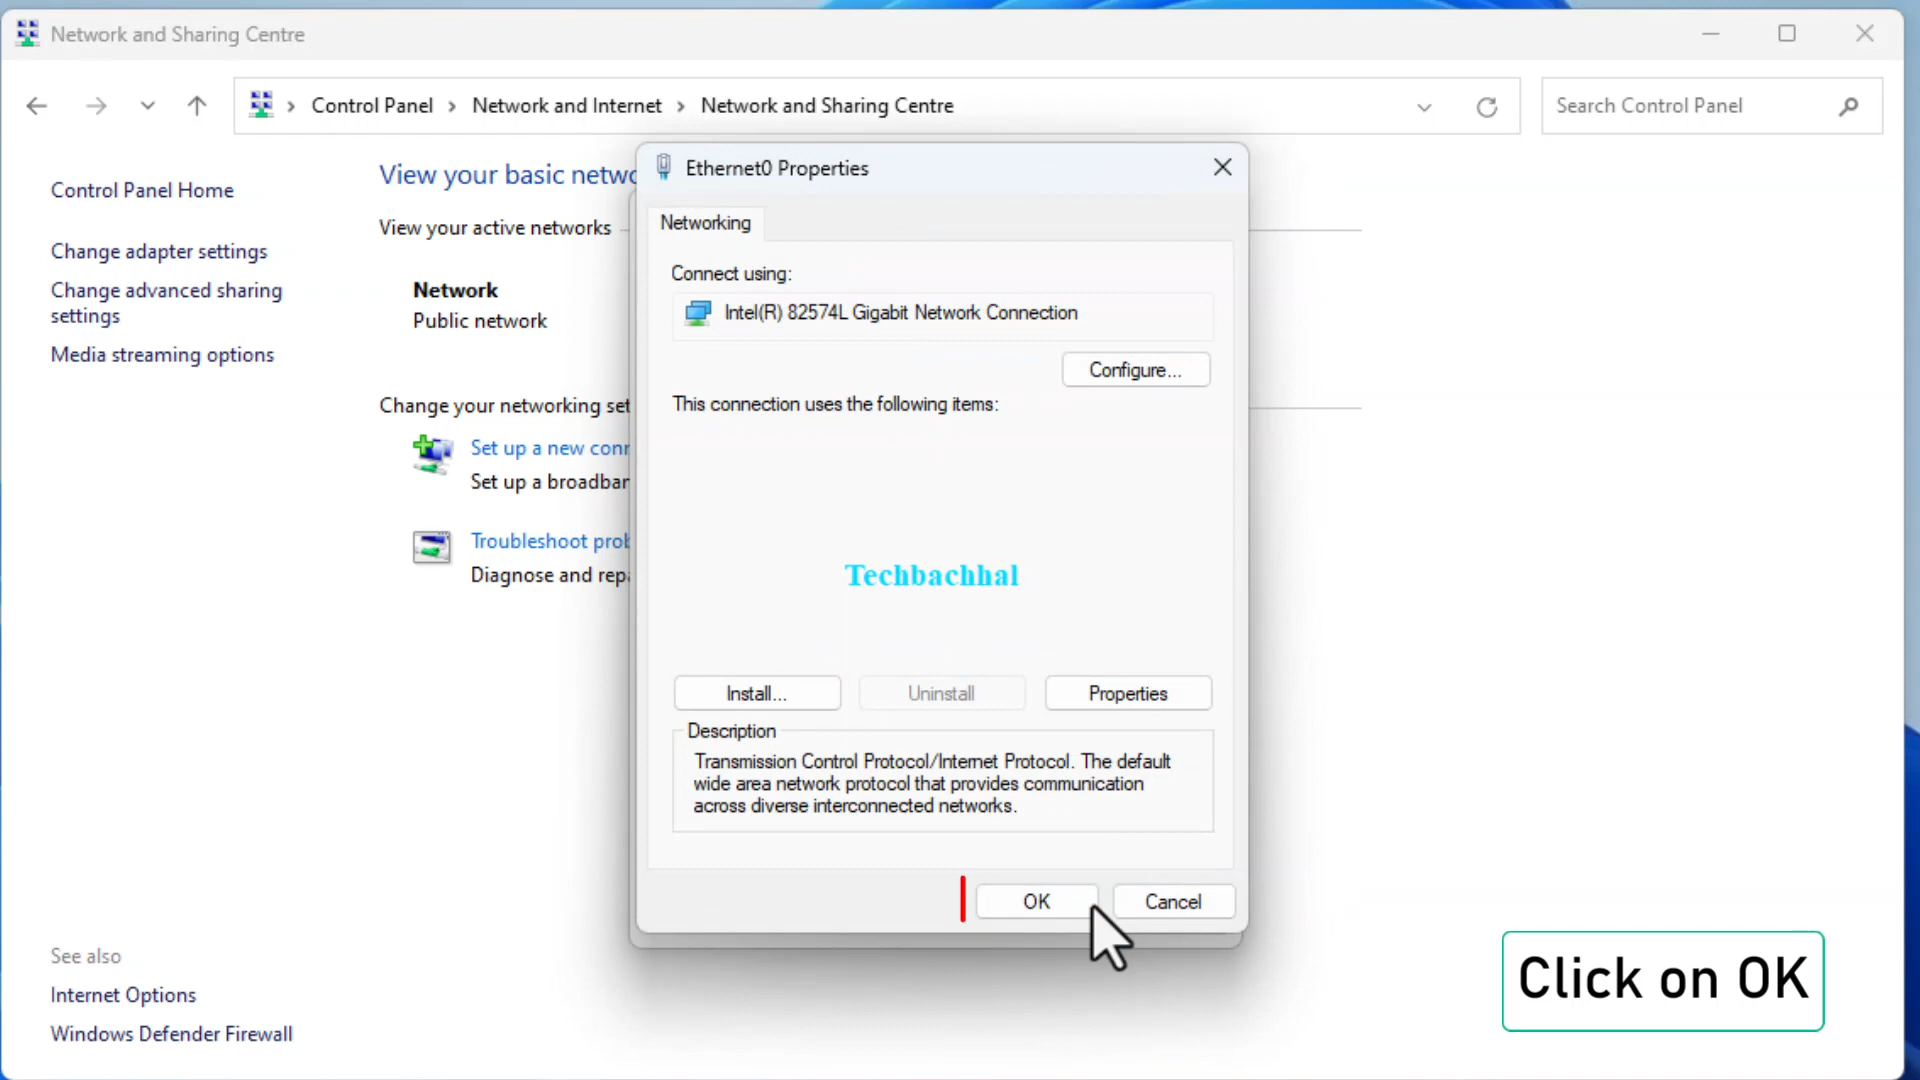 Network and Sharing Centre
Control Panel
Network and Internet
Network and Sharing Centre
Search Control Panel
Control Panel Home
Change adapter settings
Change advanced sharing
settings
Media streaming options
See also
Internet Options
Windows Defender Firewall
View your basic netwo
View your active networks
Network
Public network
Change your networking set
Set up a new conn
Set up a broadban
Troubleshoot prob
Diagnose and repa
Ethernet0 Properties
Networking
Connect using:
Intel(R) 82574L Gigabit Network Connection
Configure...
This connection uses the following items:
Techbachhal
Install...
Uninstall
Properties
Description
Transmission Control Protocol/Internet Protocol. The default
wide area network protocol that provides communication
across diverse interconnected networks.
OK
Cancel
Click on OK